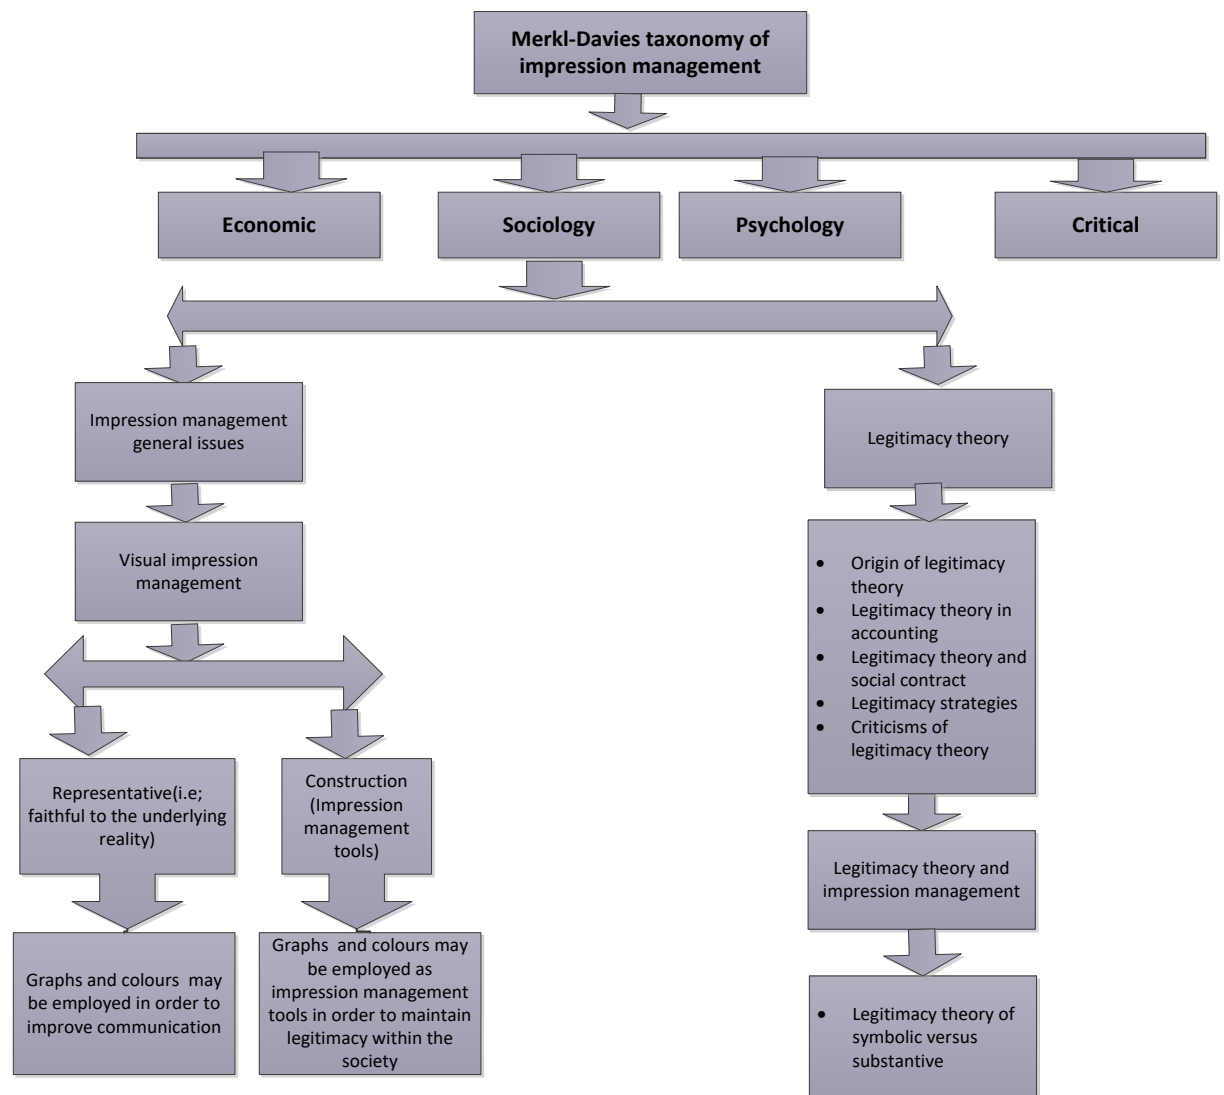 Merkl-Davies taxonomy of
impression management
Economic
Sociology
Psychology
Critical
Impression management
general issues
Legitimacy theory
Visual impression
management
• Origin of legitimacy
theory
• Legitimacy theory in
accounting
• Legitimacy theory and
social contract
• Legitimacy strategies
• Criticisms of
legitimacy theory
Representative(i.e;
faithful to the underlying
reality)
Construction
(Impression
management
tools)
Legitimacy theory and
impression management
Graphs and colours may
be employed in order to
improve communication
Graphs and colours may
be employed as
impression management
tools in order to maintain
legitimacy within the
society
• Legitimacy theory of
symbolic versus
substantive